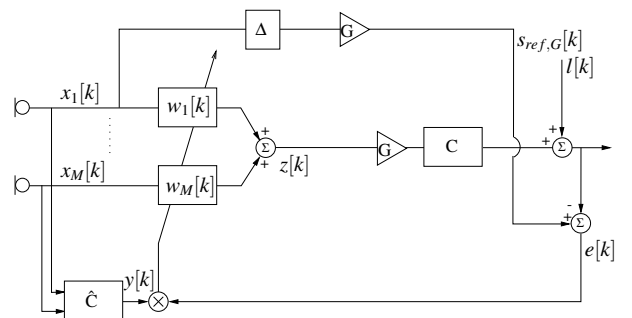 Δ
G
s_{ref,G}[k]
l[k]
x_1[k]
w_1[k]
+
Σ
+
z[k]
G
C
+
+
Σ
x_M[k]
w_M[k]
-
+
Σ
e[k]
Ĉ
y[k]
×